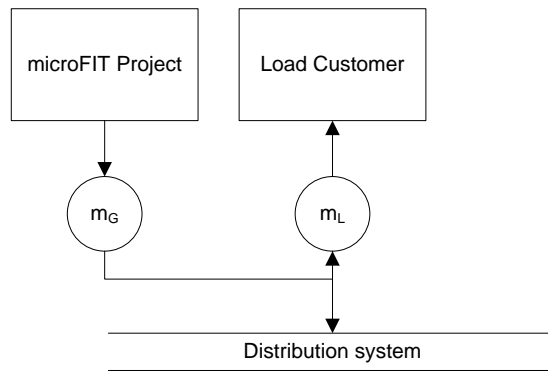 microFIT Project
Load Customer
mG
mL
Distribution system